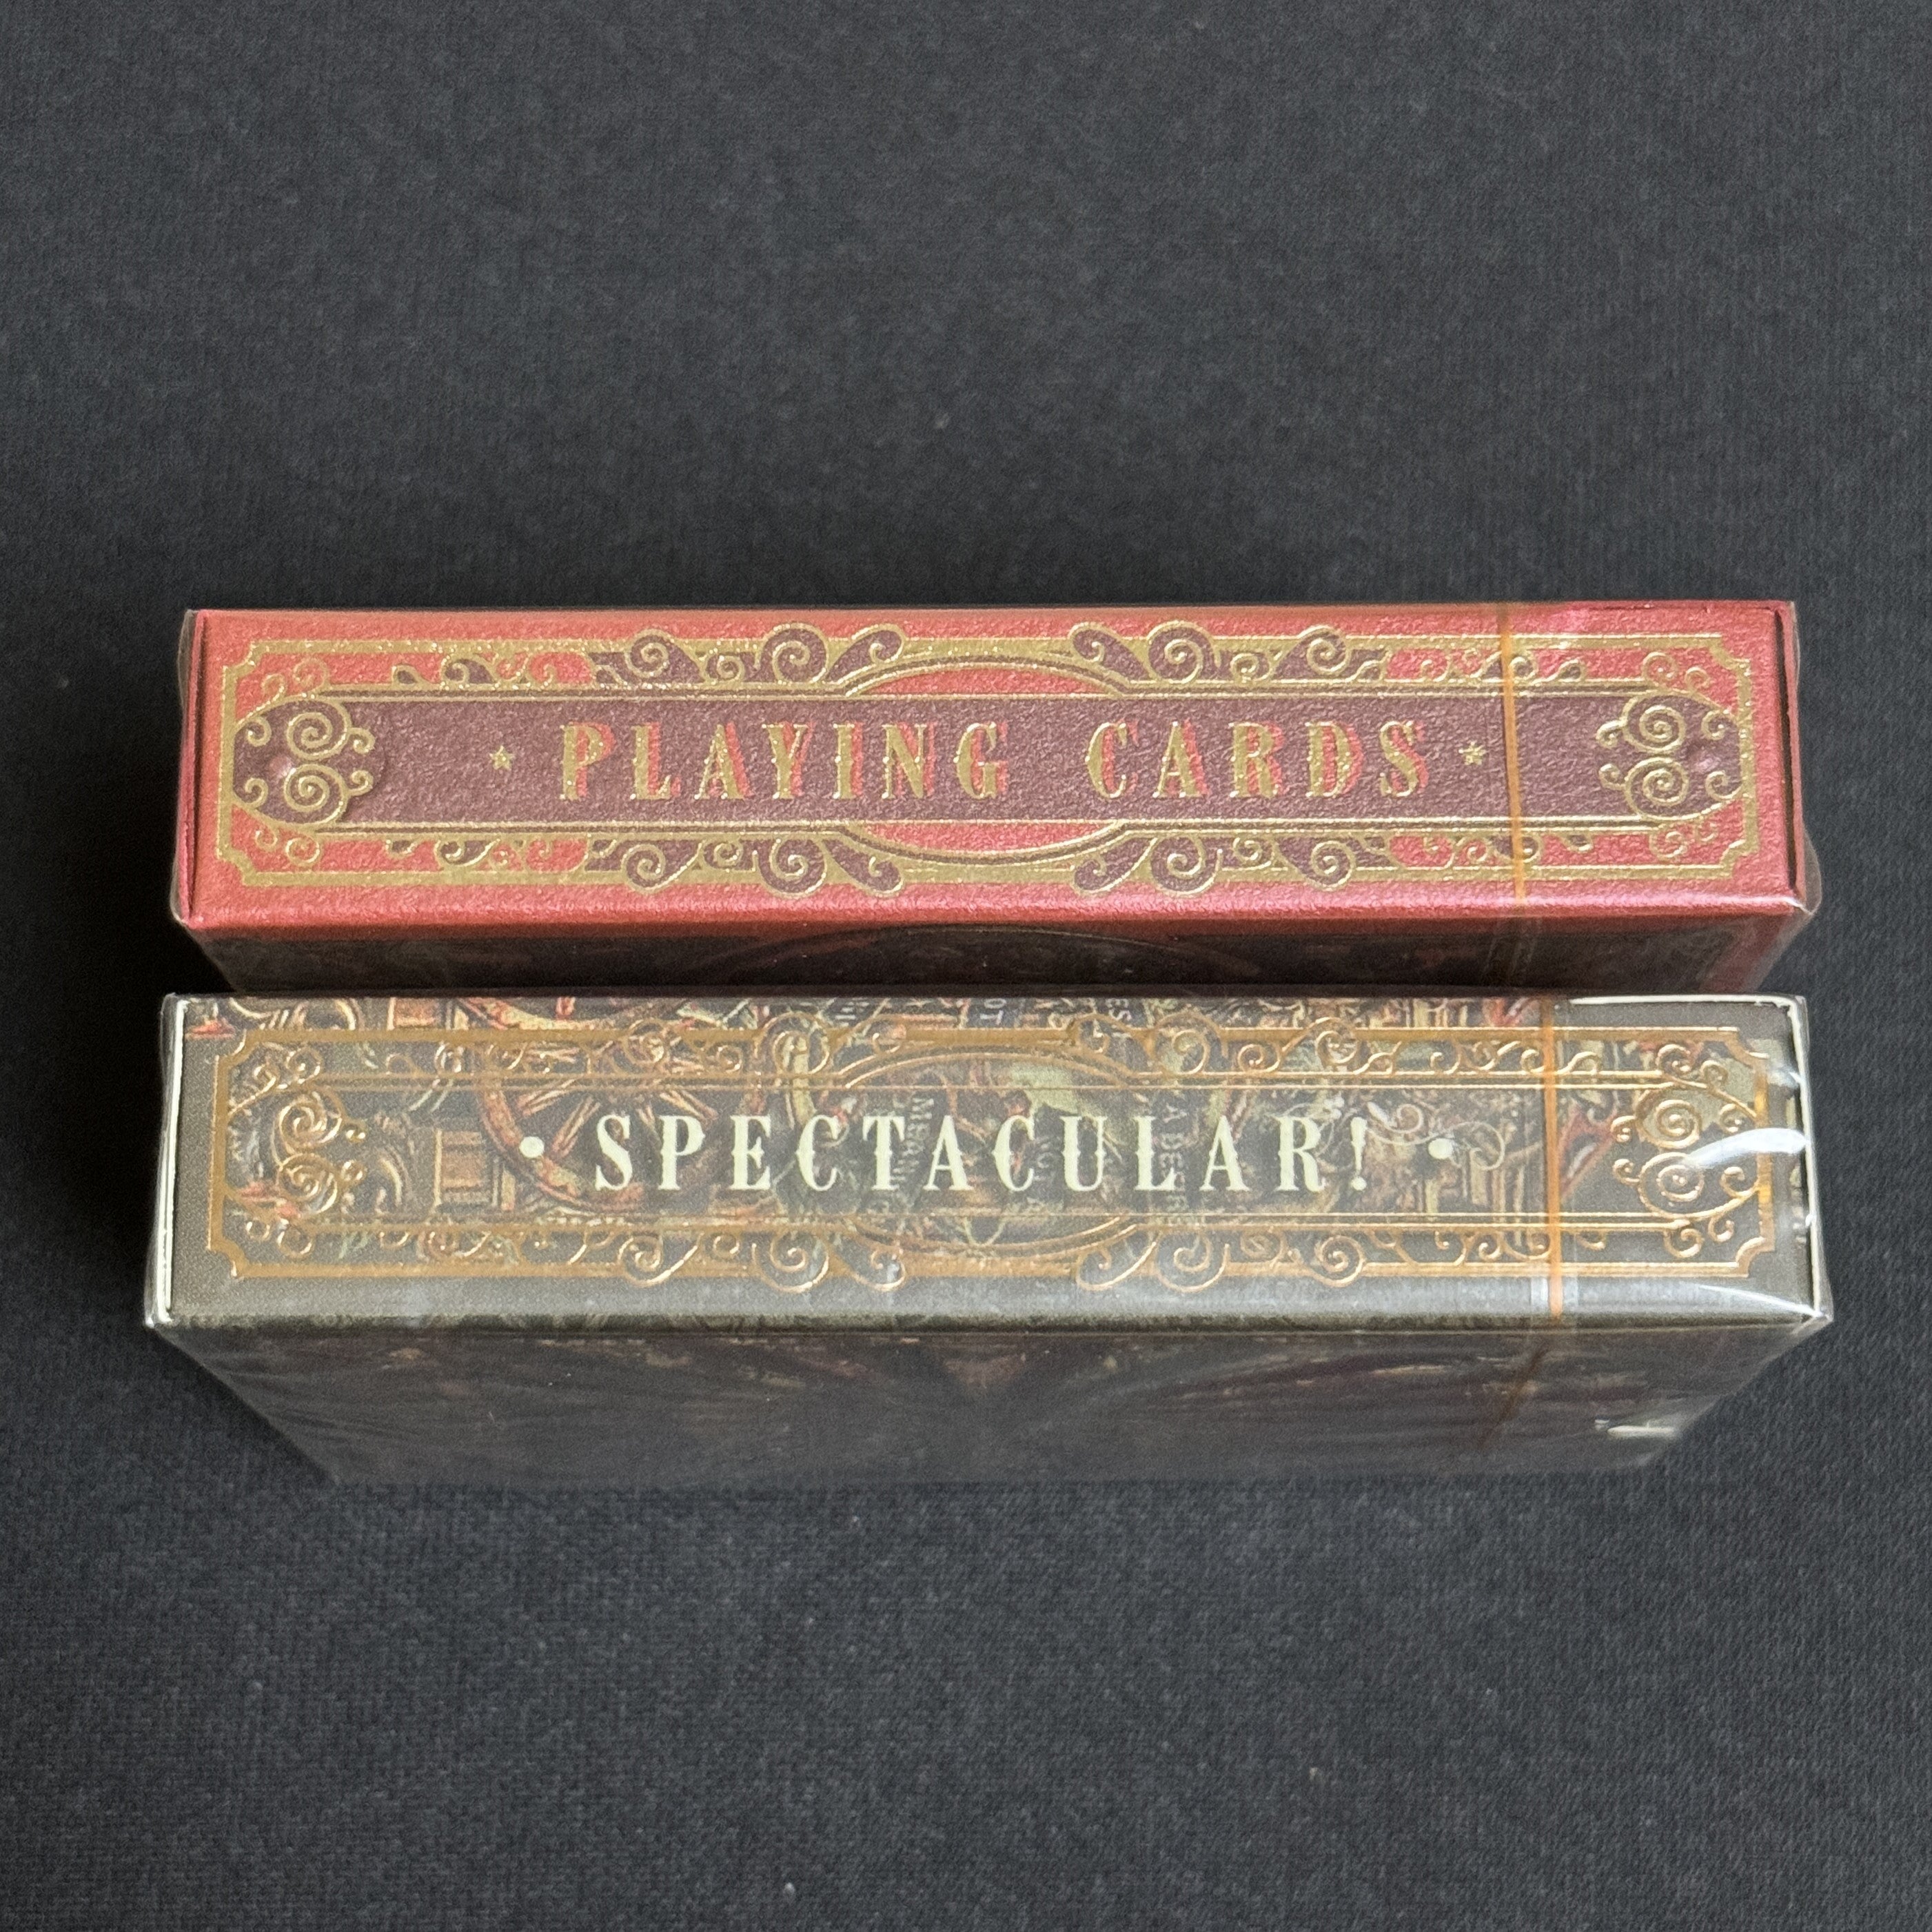 ★ PLAYING CARDS ★
• SPECTACULAR! •